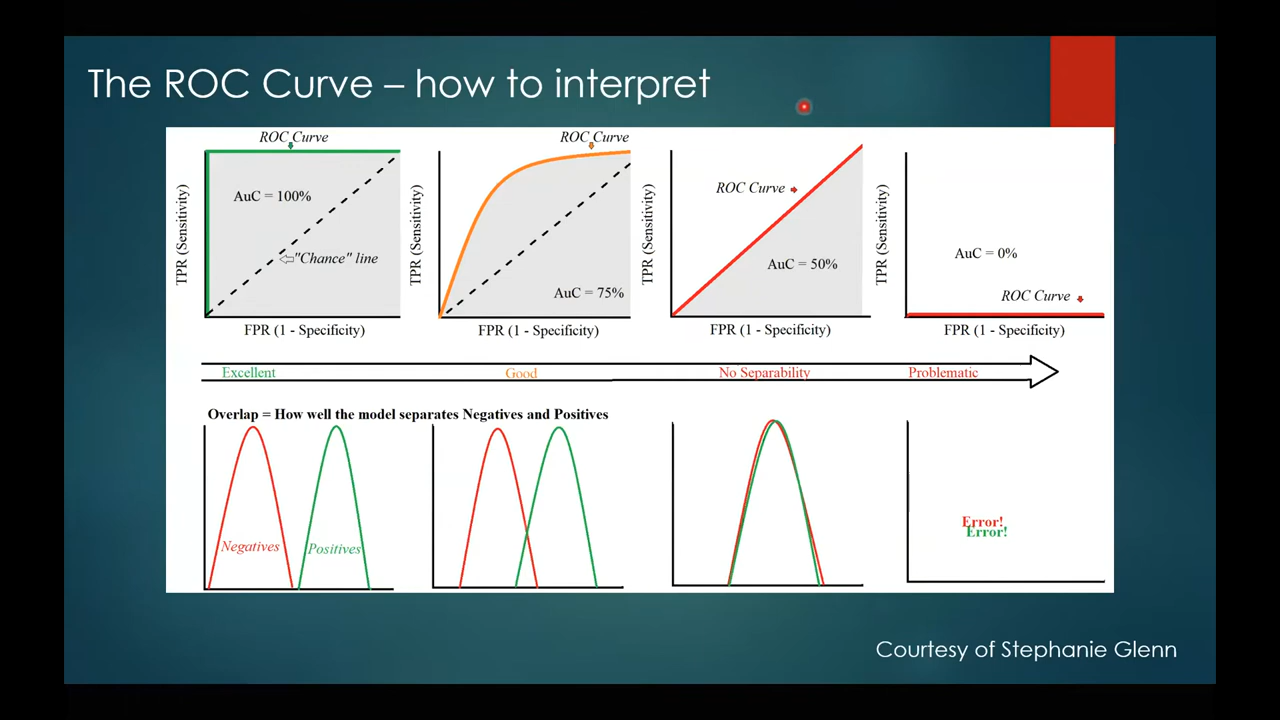 The ROC Curve – how to interpret
ROC Curve
ROC Curve
ROC Curve
AuC = 100%
"Chance" line
AuC = 75%
AuC = 50%
AuC = 0%
ROC Curve
TPR (Sensitivity)
TPR (Sensitivity)
TPR (Sensitivity)
TPR (Sensitivity)
FPR (1 - Specificity)
FPR (1 - Specificity)
FPR (1 - Specificity)
FPR (1 - Specificity)
Excellent
Good
No Separability
Problematic
Overlap = How well the model separates Negatives and Positives
Negatives
Positives
Error!
Error!
Courtesy of Stephanie Glenn